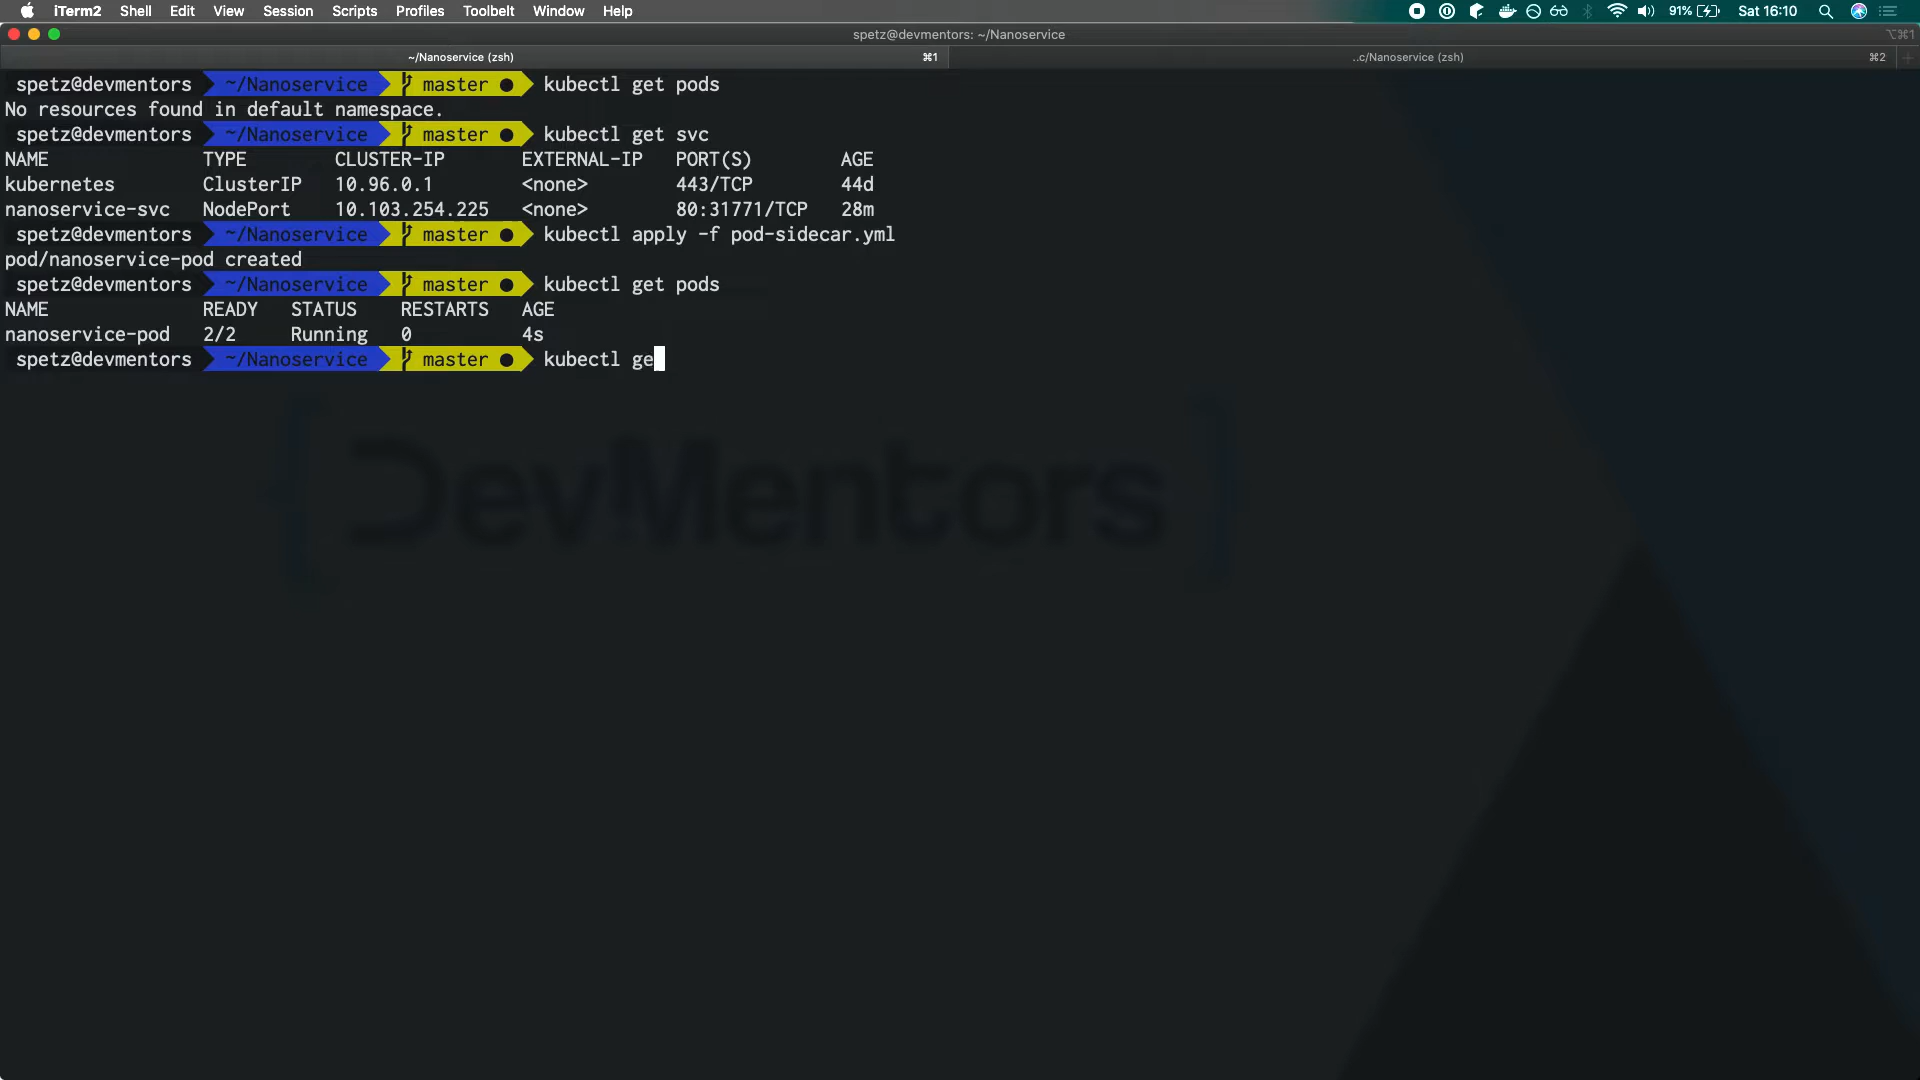 iTerm2 Shell Edit View Session Scripts Profiles Toolbelt Window Help 91% Sat 16:10
spetz@devmentors: ~/Nanoservice ⌥⌘1
~/Nanoservice (zsh) ⌘1 ..c/Nanoservice (zsh) ⌘2
spetz@devmentors ~/Nanoservice master ● kubectl get pods
No resources found in default namespace.
spetz@devmentors ~/Nanoservice master ● kubectl get svc
NAME TYPE CLUSTER-IP EXTERNAL-IP PORT(S) AGE
kubernetes ClusterIP 10.96.0.1 <none> 443/TCP 44d
nanoservice-svc NodePort 10.103.254.225 <none> 80:31771/TCP 28m
spetz@devmentors ~/Nanoservice master ● kubectl apply -f pod-sidecar.yml
pod/nanoservice-pod created
spetz@devmentors ~/Nanoservice master ● kubectl get pods
NAME READY STATUS RESTARTS AGE
nanoservice-pod 2/2 Running 0 4s
spetz@devmentors ~/Nanoservice master ● kubectl ge
[DevMentors]